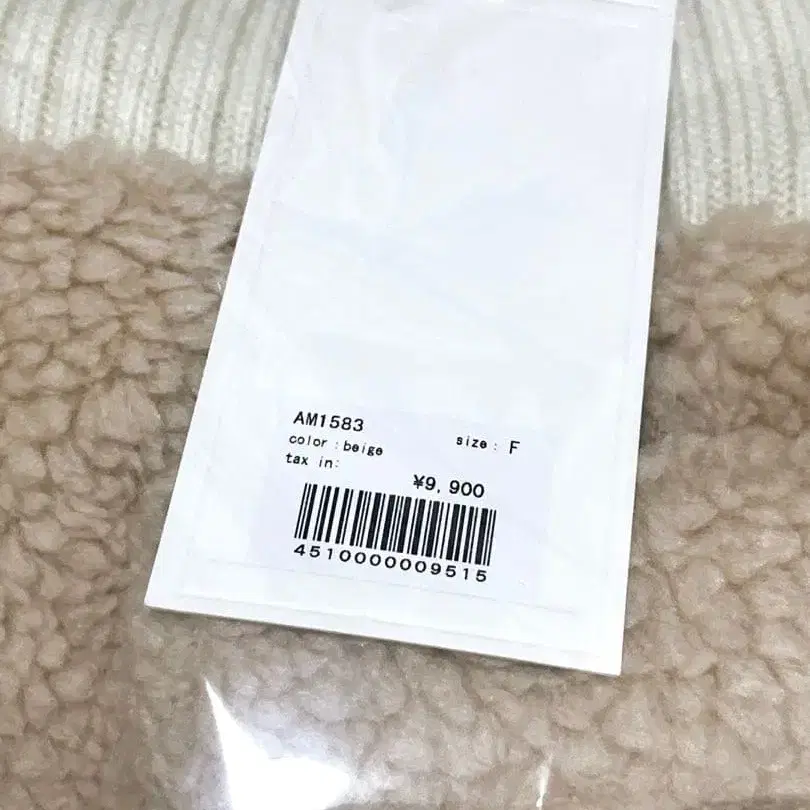 AM1583
color : beige size : F
tax in:
¥9,900
4510000009515